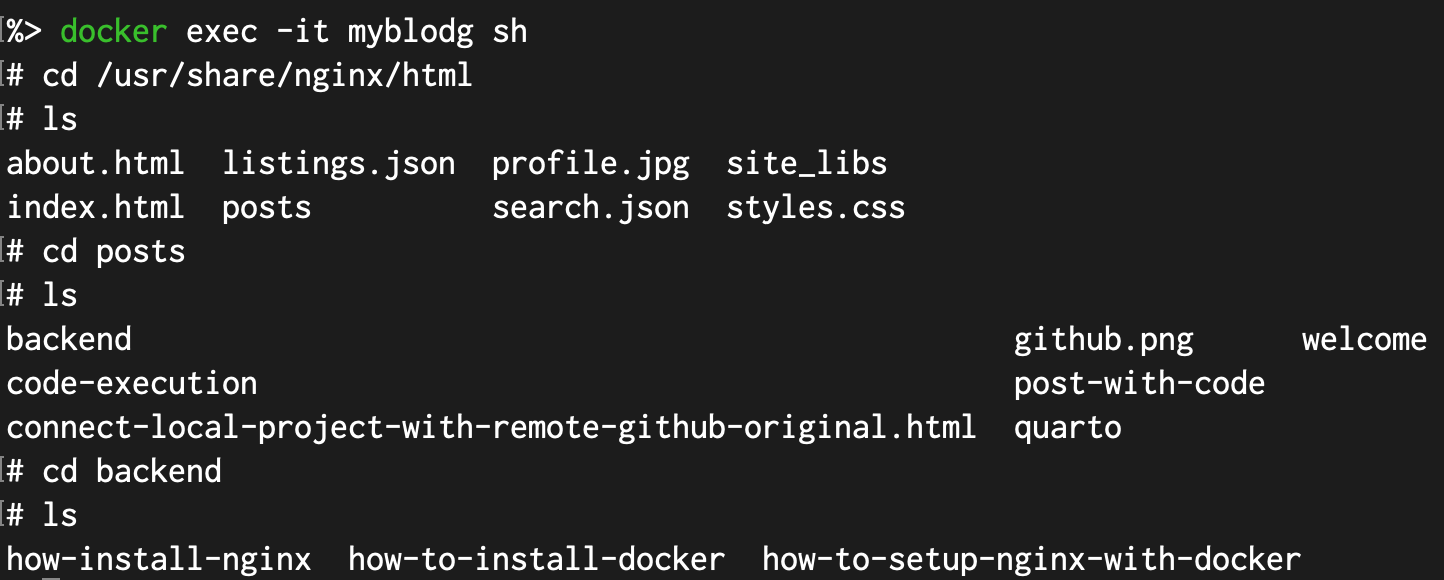 %> docker exec -it myblodg sh
# cd /usr/share/nginx/html
# ls
about.html  listings.json  profile.jpg  site_libs
index.html  posts          search.json  styles.css
# cd posts
# ls
backend                                                 github.png      welcome
code-execution                                          post-with-code
connect-local-project-with-remote-github-original.html  quarto
# cd backend
# ls
how-install-nginx  how-to-install-docker  how-to-setup-nginx-with-docker